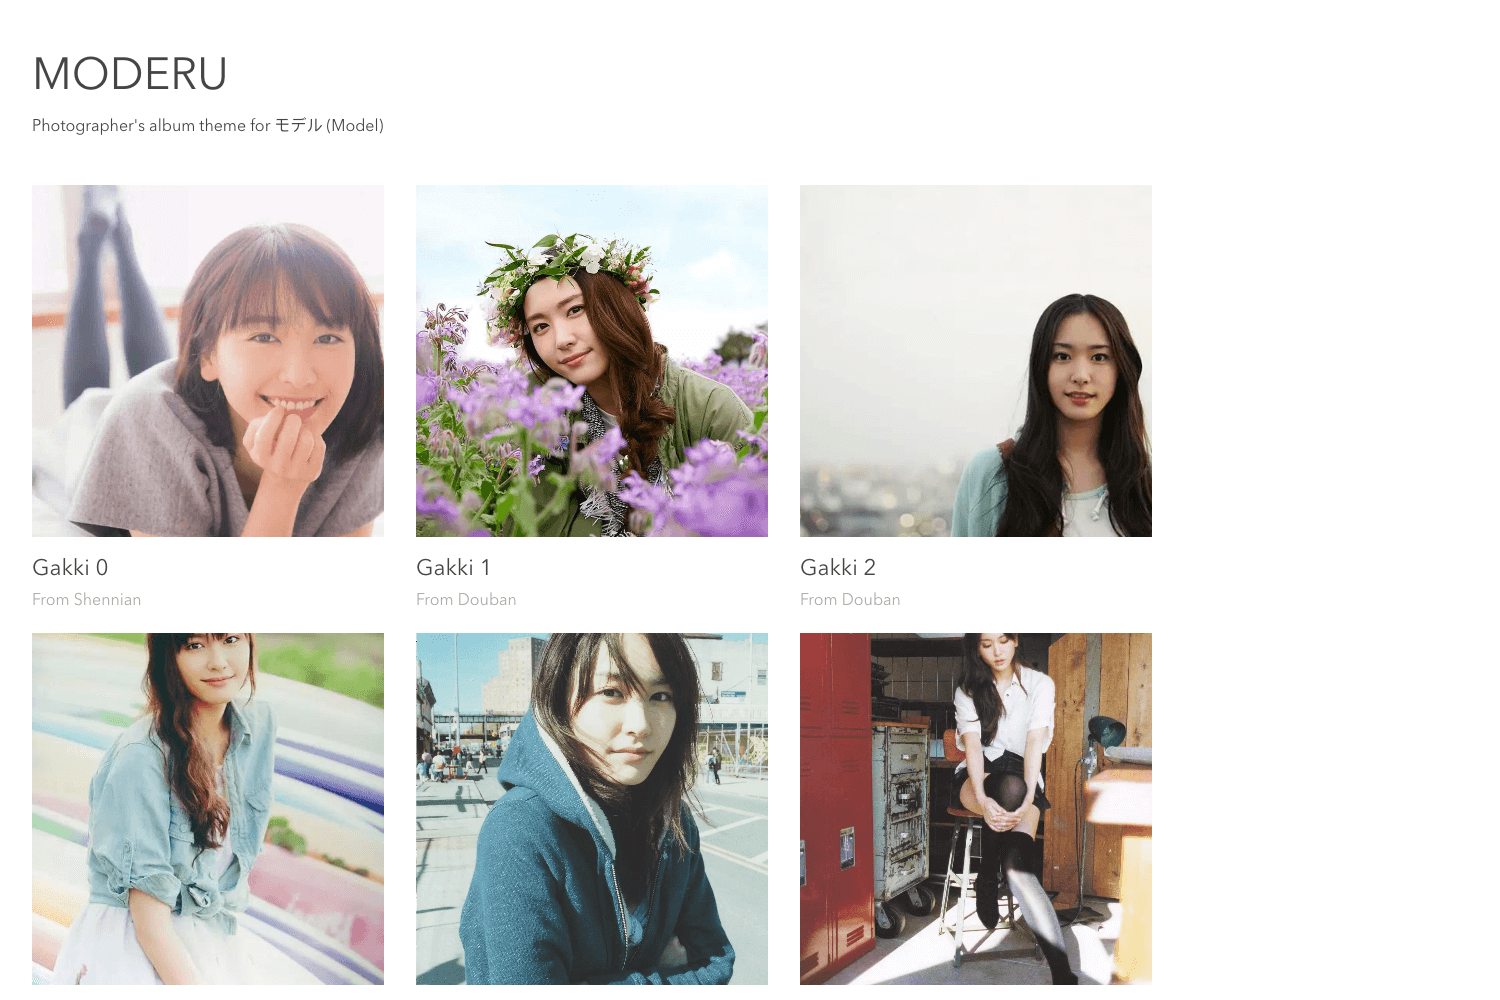 MODERU
Photographer's album theme for モデル (Model)
Gakki 0
From Shennian
Gakki 1
From Douban
Gakki 2
From Douban